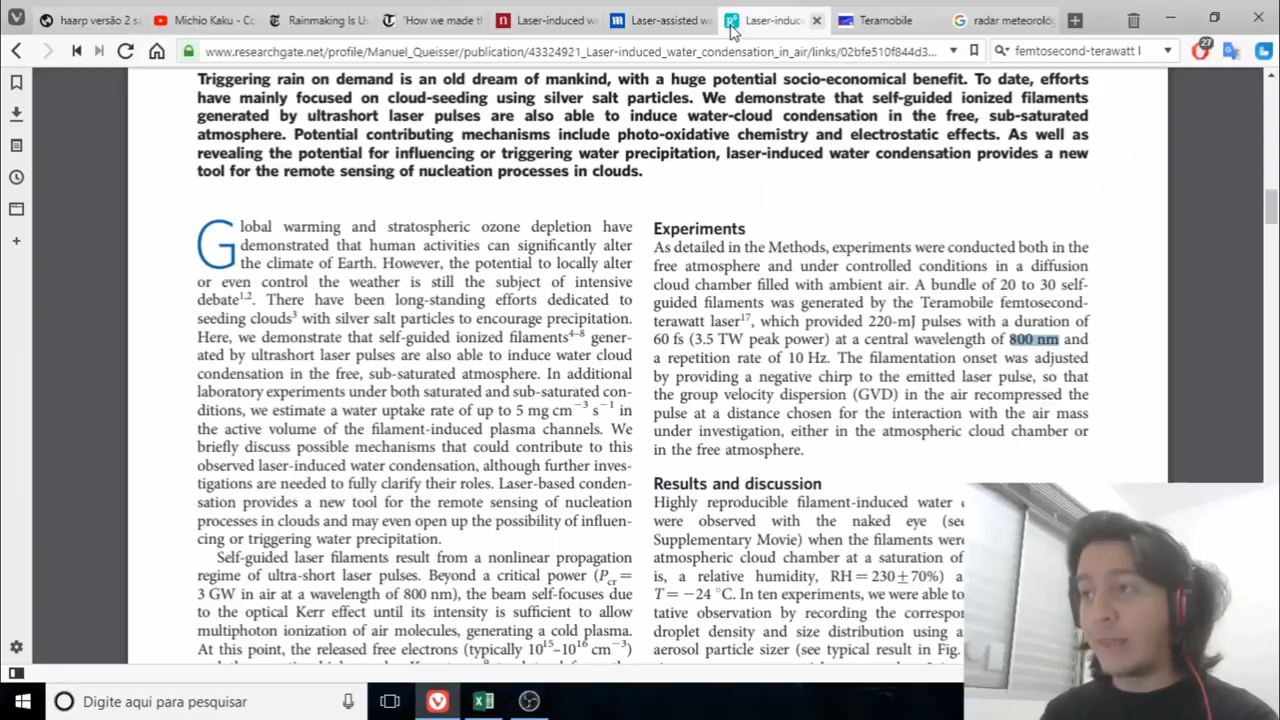 haarp versão 2 sa
Michio Kaku - Co
Rainmaking Is Us
'How we made t
Laser-induced wa
Laser-assisted wa
Laser-induc
Teramobile
radar meteoroló
www.researchgate.net/profile/Manuel_Queisser/publication/43324921_Laser-induced_water_condensation_in_air/links/02bfe510f844d3...
femtosecond-terawatt l
27
Triggering rain on demand is an old dream of mankind, with a huge potential socio-economical benefit. To date, efforts
have mainly focused on cloud-seeding using silver salt particles. We demonstrate that self-guided ionized filaments
generated by ultrashort laser pulses are also able to induce water-cloud condensation in the free, sub-saturated
atmosphere. Potential contributing mechanisms include photo-oxidative chemistry and electrostatic effects. As well as
revealing the potential for influencing or triggering water precipitation, laser-induced water condensation provides a new
tool for the remote sensing of nucleation processes in clouds.
Global warming and stratospheric ozone depletion have
demonstrated that human activities can significantly alter
the climate of Earth. However, the potential to locally alter
or even control the weather is still the subject of intensive
debate1,2. There have been long-standing efforts dedicated to
seeding clouds3 with silver salt particles to encourage precipitation.
Here, we demonstrate that self-guided ionized filaments4–8 gener-
ated by ultrashort laser pulses are also able to induce water cloud
condensation in the free, sub-saturated atmosphere. In additional
laboratory experiments under both saturated and sub-saturated con-
ditions, we estimate a water uptake rate of up to 5 mg cm−3 s−1 in
the active volume of the filament-induced plasma channels. We
briefly discuss possible mechanisms that could contribute to this
observed laser-induced water condensation, although further inves-
tigations are needed to fully clarify their roles. Laser-based conden-
sation provides a new tool for the remote sensing of nucleation
processes in clouds and may even open up the possibility of influen-
cing or triggering water precipitation.
Self-guided laser filaments result from a nonlinear propagation
regime of ultra-short laser pulses. Beyond a critical power (Pcr =
3 GW in air at a wavelength of 800 nm), the beam self-focuses due
to the optical Kerr effect until its intensity is sufficient to allow
multiphoton ionization of air molecules, generating a cold plasma.
At this point, the released free electrons (typically 10^15–10^16 cm−3)
Experiments
As detailed in the Methods, experiments were conducted both in the
free atmosphere and under controlled conditions in a diffusion
cloud chamber filled with ambient air. A bundle of 20 to 30 self-
guided filaments was generated by the Teramobile femtosecond-
terawatt laser17, which provided 220-mJ pulses with a duration of
60 fs (3.5 TW peak power) at a central wavelength of 800 nm and
a repetition rate of 10 Hz. The filamentation onset was adjusted
by providing a negative chirp to the emitted laser pulse, so that
the group velocity dispersion (GVD) in the air recompressed the
pulse at a distance chosen for the interaction with the air mass
under investigation, either in the atmospheric cloud chamber or
in the free atmosphere.
Results and discussion
Highly reproducible filament-induced water
were observed with the naked eye (see
Supplementary Movie) when the filaments were
atmospheric cloud chamber at a saturation of
is, a relative humidity, RH = 230 ± 70%) a
T = −24 °C. In ten experiments, we were able to
tative observation by recording the correspon
droplet density and size distribution using a
aerosol particle sizer (see typical result in Fig.
Digite aqui para pesquisar